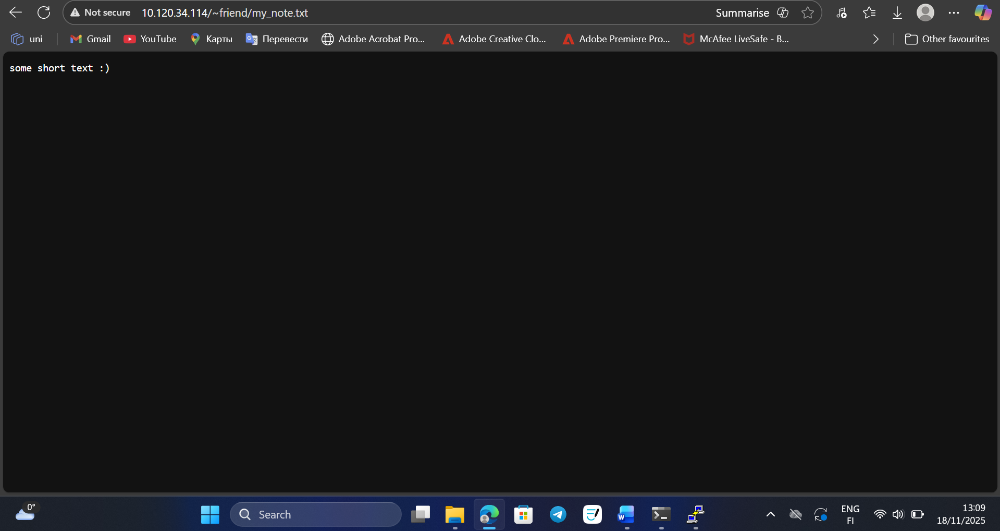 Not secure 10.120.34.114/~friend/my_note.txt Summarise
uni Gmail YouTube Карты Перевести Adobe Acrobat Pro... Adobe Creative Clo... Adobe Premiere Pro... McAfee LiveSafe - B... Other favourites
some short text :)
0° Search ENG 13:09
FI 18/11/2025